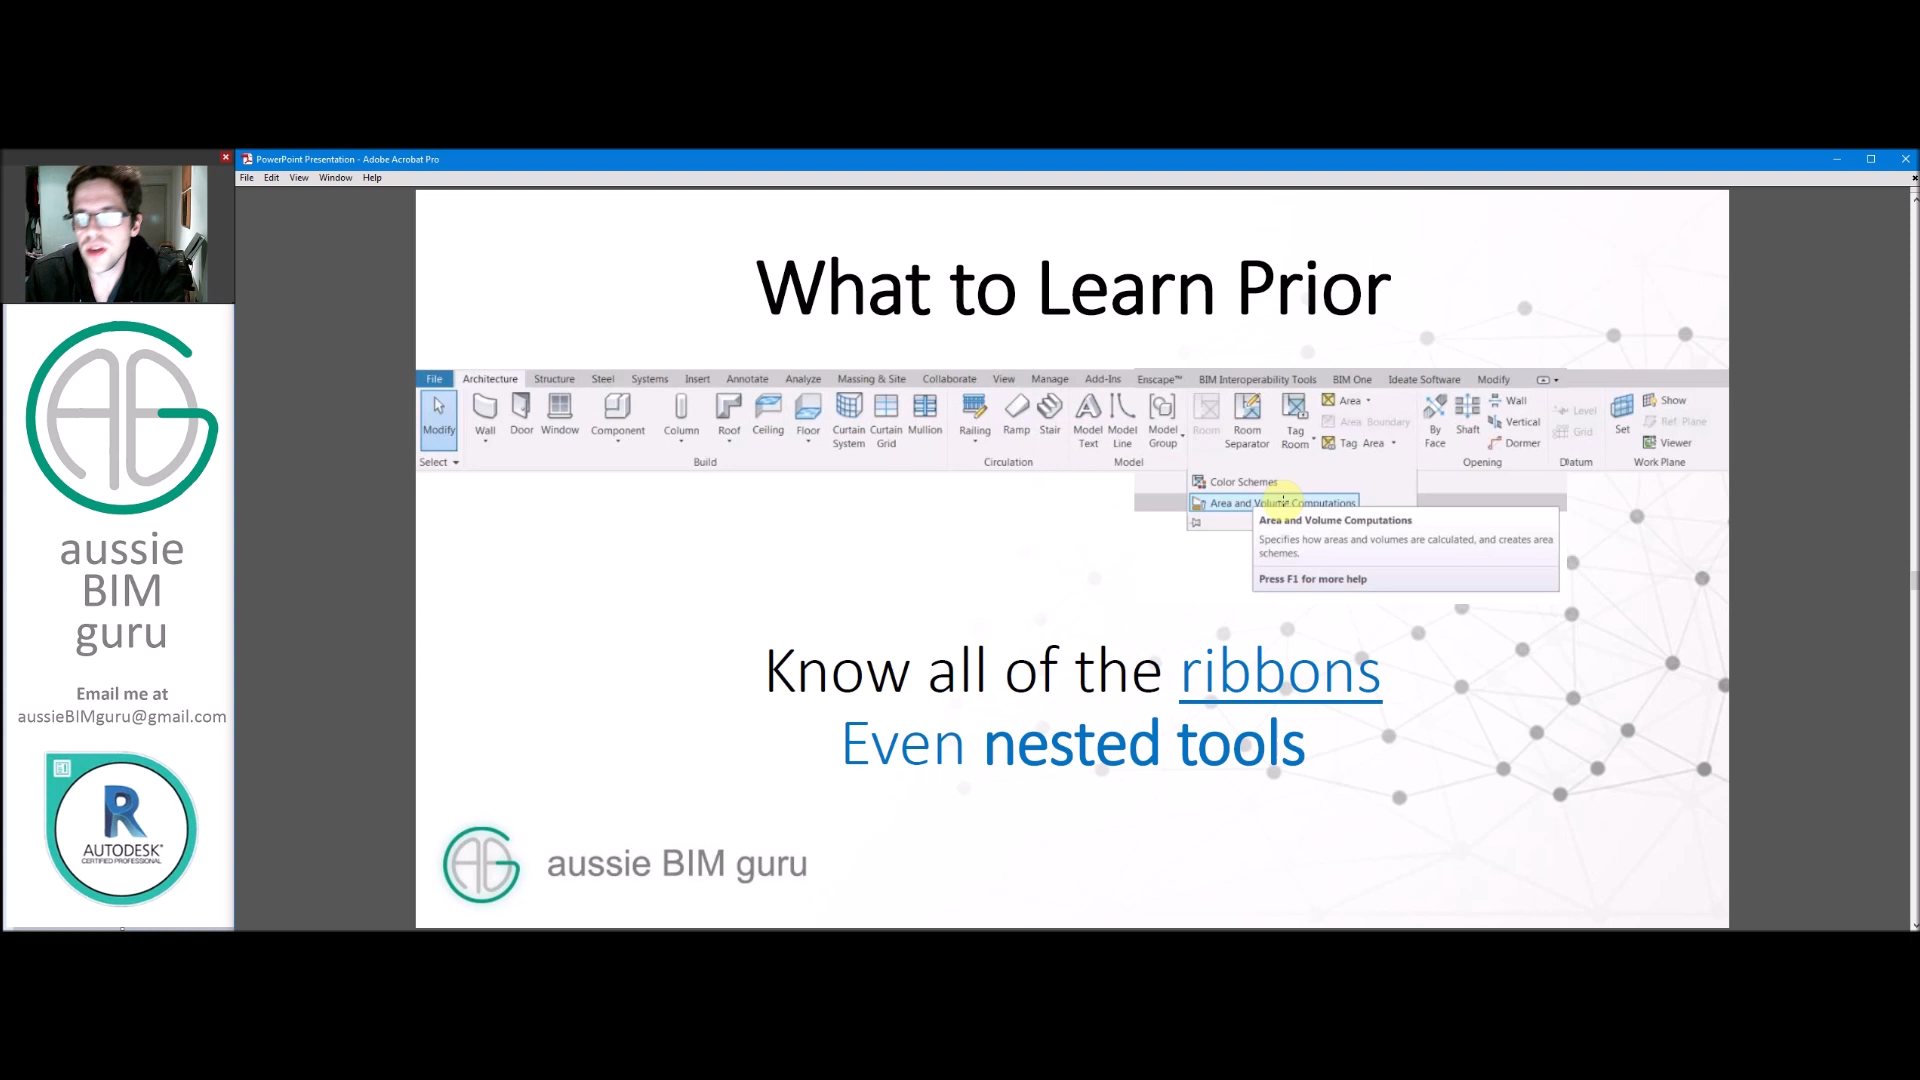 PowerPoint Presentation - Adobe Acrobat Pro
File Edit View Window Help
aussie
BIM
guru
Email me at
aussieBIMguru@gmail.com
AUTODESK
CERTIFIED PROFESSIONAL
What to Learn Prior
File Architecture Structure Steel Systems Insert Annotate Analyze Massing & Site Collaborate View Manage Add-Ins Enscape™ BIM Interoperability Tools BIM One Ideate Software Modify
Modify Wall Door Window Component Column Roof Ceiling Floor Curtain System Curtain Grid Mullion Railing Ramp Stair Model Text Model Line Model Group Room Room Separator Tag Room
Area
Area Boundary
Tag Area
By Face Shaft
Wall
Vertical
Dormer
Level
Grid
Set
Show
Ref Plane
Viewer
Select Build Circulation Model Opening Datum Work Plane
Color Schemes
Area and Volume Computations
Area and Volume Computations
Specifies how areas and volumes are calculated, and creates area
schemes.
Press F1 for more help
Know all of the ribbons
Even nested tools
aussie BIM guru